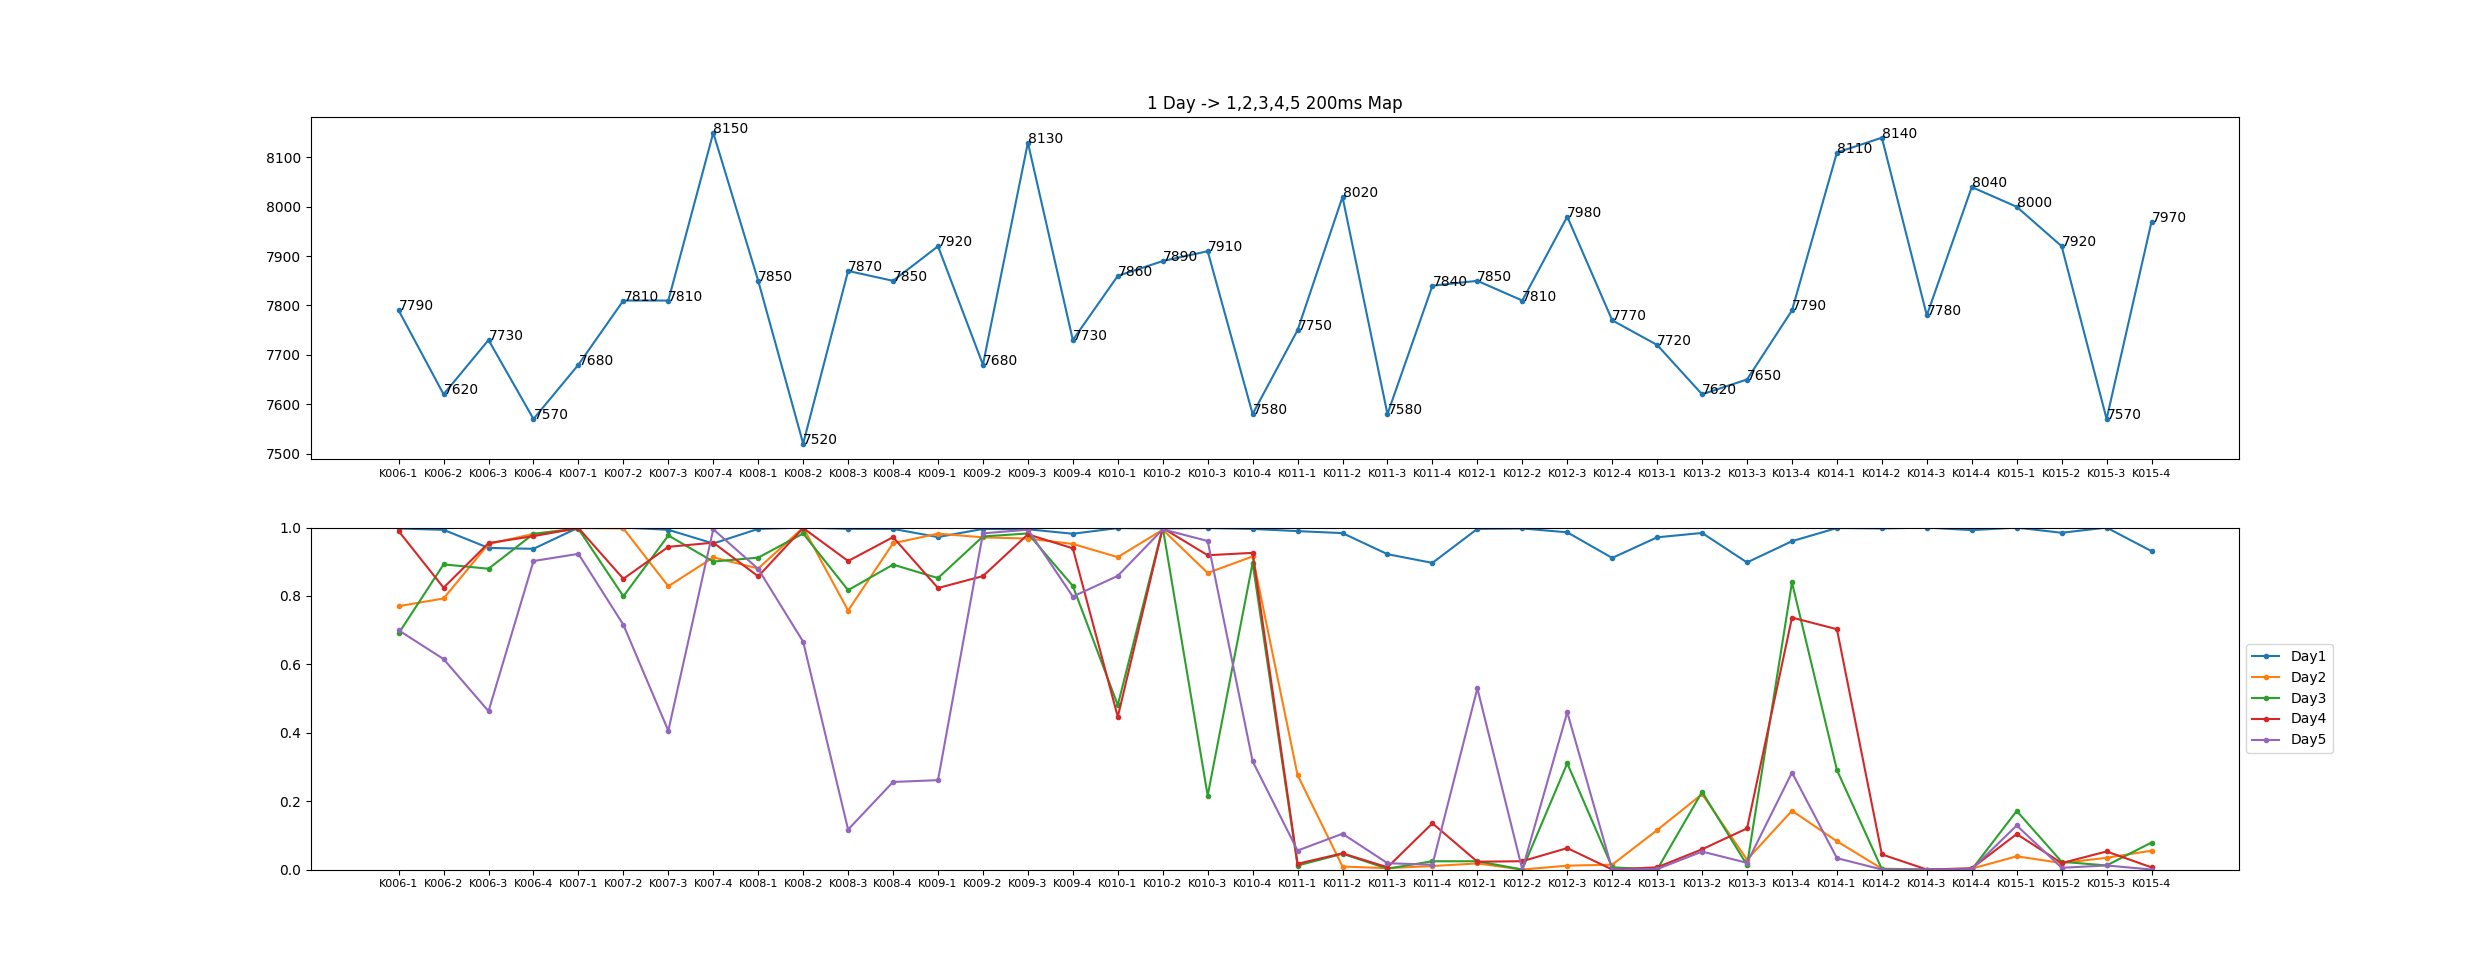 1 Day -> 1,2,3,4,5 200ms Map
8100
8000
7900
7800
7700
7600
7500
7790 7620 7730 7570 7680 7810 7810 8150 7850 7520 7870 7850 7920 7680 8130 7730 7860 7890 7910 7580 7750 8020 7580 7840 7850 7810 7980 7770 7720 7620 7650 7790 8110 8140 7780 8040 8000 7920 7570 7970
K006-1 K006-2 K006-3 K006-4 K007-1 K007-2 K007-3 K007-4 K008-1 K008-2 K008-3 K008-4 K009-1 K009-2 K009-3 K009-4 K010-1 K010-2 K010-3 K010-4 K011-1 K011-2 K011-3 K011-4 K012-1 K012-2 K012-3 K012-4 K013-1 K013-2 K013-3 K013-4 K014-1 K014-2 K014-3 K014-4 K015-1 K015-2 K015-3 K015-4
1.0
0.8
0.6
0.4
0.2
0.0
K006-1 K006-2 K006-3 K006-4 K007-1 K007-2 K007-3 K007-4 K008-1 K008-2 K008-3 K008-4 K009-1 K009-2 K009-3 K009-4 K010-1 K010-2 K010-3 K010-4 K011-1 K011-2 K011-3 K011-4 K012-1 K012-2 K012-3 K012-4 K013-1 K013-2 K013-3 K013-4 K014-1 K014-2 K014-3 K014-4 K015-1 K015-2 K015-3 K015-4
Day1
Day2
Day3
Day4
Day5